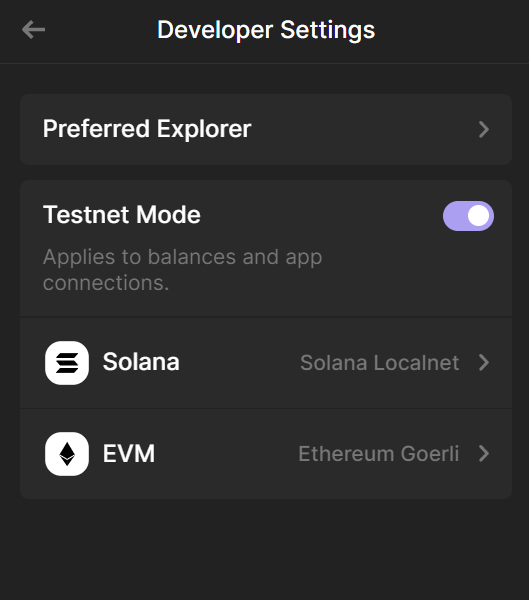 Developer Settings
Preferred Explorer
Testnet Mode
Applies to balances and app
connections.
Solana Solana Localnet
EVM Ethereum Goerli